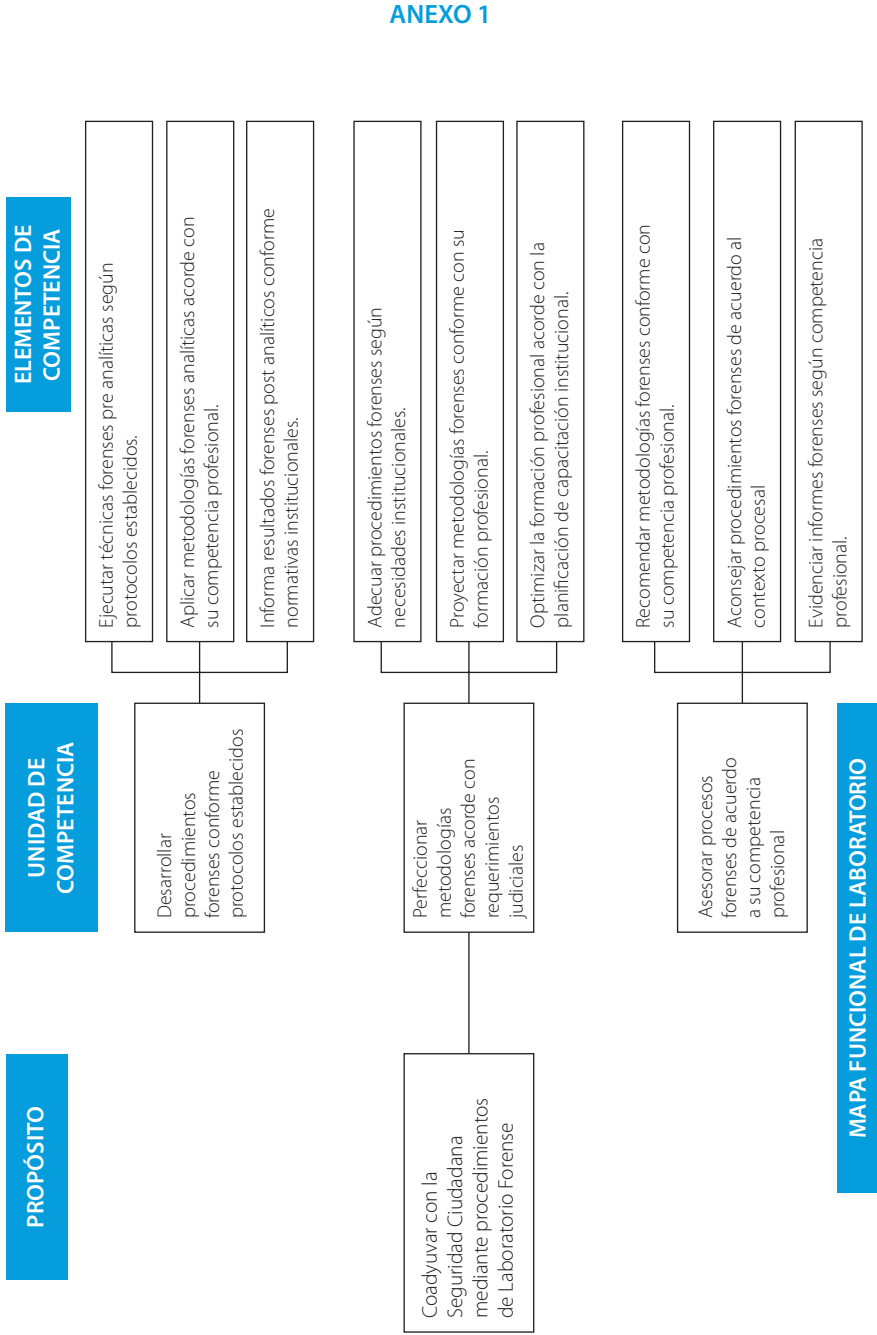 ANEXO 1
PROPÓSITO
UNIDAD DE
COMPETENCIA
ELEMENTOS DE
COMPETENCIA
Coadyuvar con la
Seguridad Ciudadana
mediante procedimientos
de Laboratorio Forense
Desarrollar
procedimientos
forenses conforme
protocolos establecidos
Ejecutar técnicas forenses pre analíticas según
protocolos establecidos.
Aplicar metodologías forenses analíticas acorde con
su competencia profesional.
Informa resultados forenses post analíticos conforme
normativas institucionales.
Perfeccionar
metodologías
forenses acorde con
requerimientos
judiciales
Adecuar procedimientos forenses según
necesidades institucionales.
Proyectar metodologías forenses conforme con su
formación profesional.
Optimizar la formación profesional acorde con la
planificación de capacitación institucional.
Asesorar procesos
forenses de acuerdo
a su competencia
profesional
Recomendar metodologías forenses conforme con
su competencia profesional.
Aconsejar procedimientos forenses de acuerdo al
contexto procesal
Evidenciar informes forenses según competencia
profesional.
MAPA FUNCIONAL DE LABORATORIO